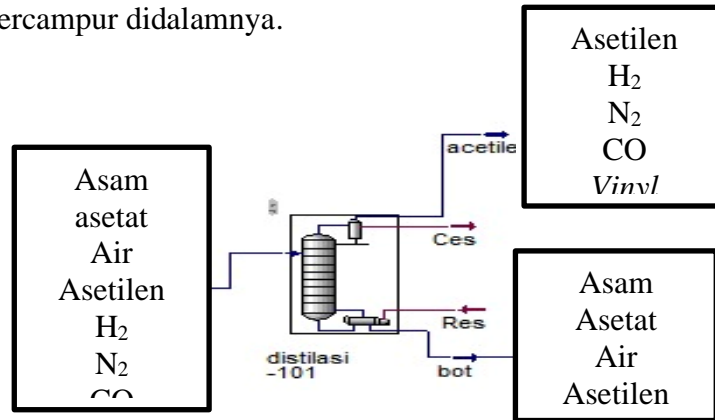 ercampur didalamnya.
Asetilen
H₂
N₂
CO
Vinyl
acetile
Asam
asetat
Air
Asetilen
H₂
N₂
CO
Ces
Res
distilasi
-101
bot
Asam
Asetat
Air
Asetilen